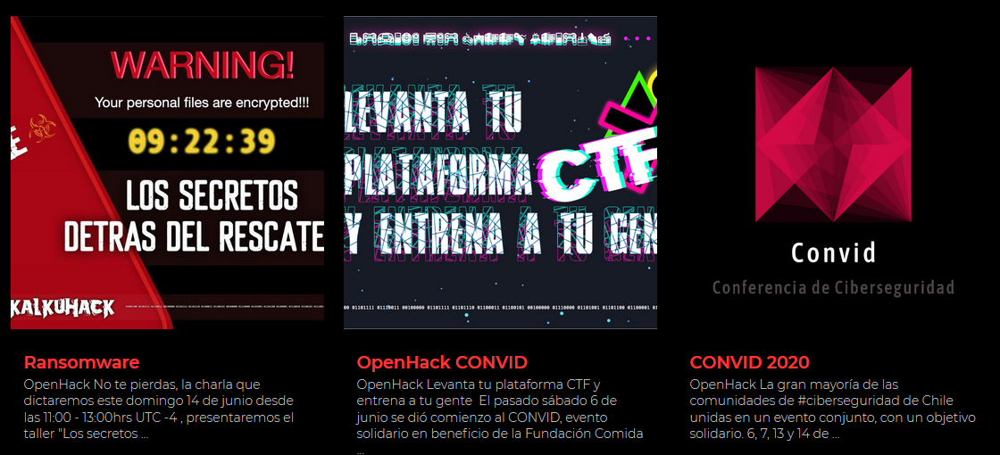 WARNING!
Your personal files are encrypted!!!
09:22:39
LOS SECRETOS
DETRAS DEL RESCATE
KALKUHACK
LEVANTA TU
PLATAFORMA
CTF
Y ENTRENA A TU GEN
Convid
Conferencia de Ciberseguridad
Ransomware
OpenHack No te pierdas, la charla que
dictaremos este domingo 14 de junio desde
las 11:00 - 13:00hrs UTC -4 , presentaremos el
taller "Los secretos ...
OpenHack CONVID
OpenHack Levanta tu plataforma CTF y
entrena a tu gente  El pasado sábado 6 de
junio se dió comienzo al CONVID, evento
solidario en beneficio de la Fundación Comida
...
CONVID 2020
OpenHack La gran mayoría de las
comunidades de #ciberseguridad de Chile
unidas en un evento conjunto, con un objetivo
solidario. 6, 7, 13 y 14 de ...